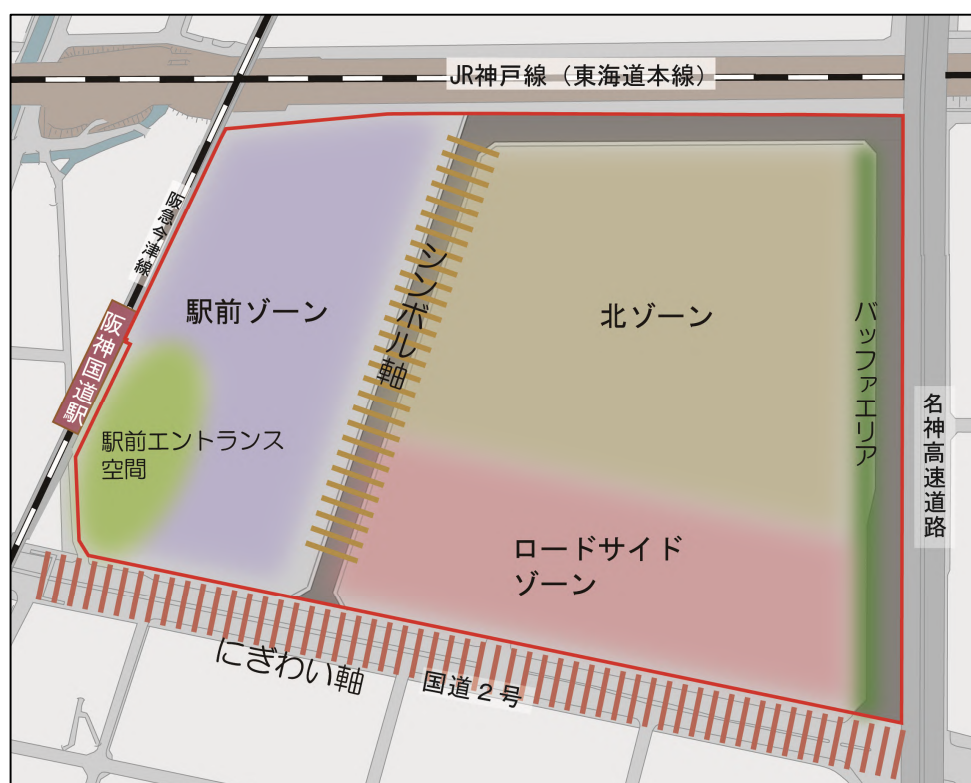 JR神戸線(東海道本線)
阪急今津線
駅前ゾーン
シンボル軸
北ゾーン
バッファエリア
阪神国道駅
名神高速道路
駅前エントランス
空間
ロードサイド
ゾーン
にぎわい軸
国道2号